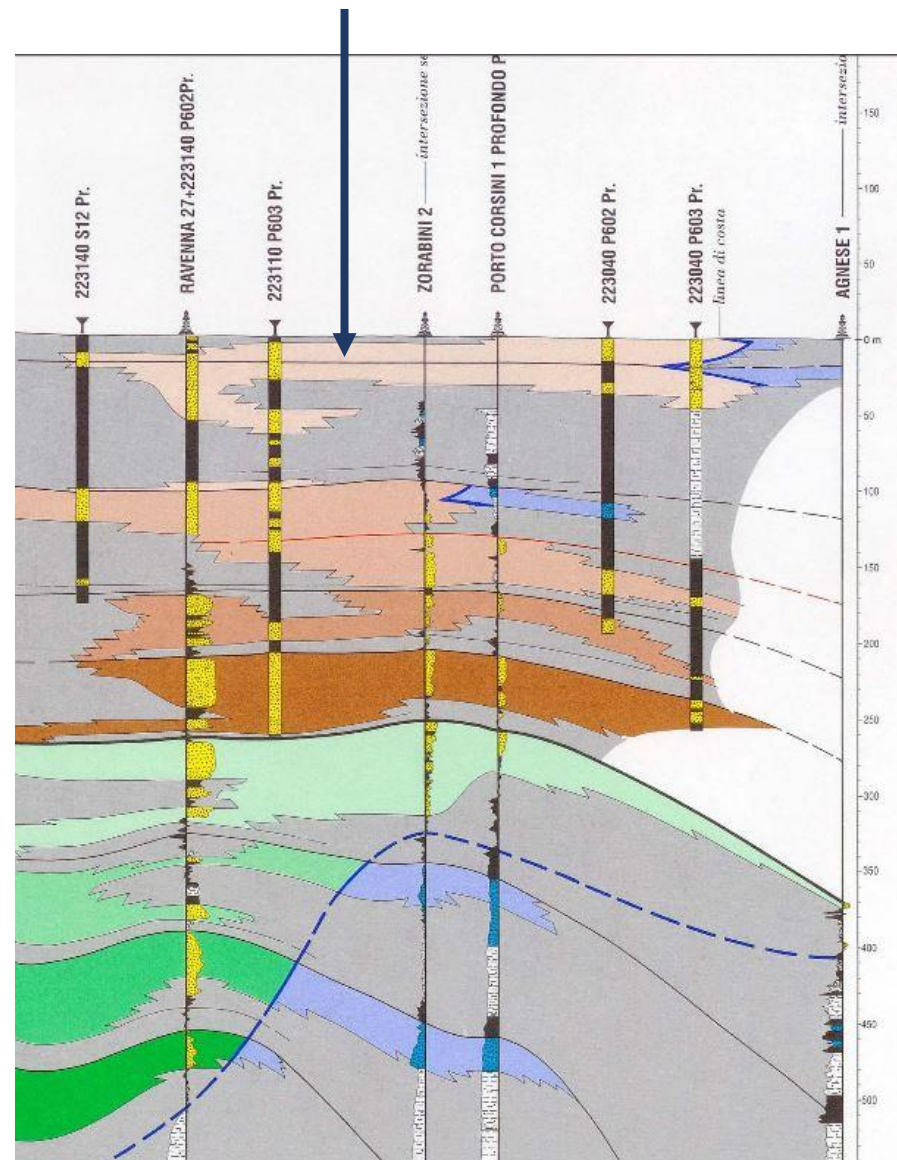 223140 S12 Pr.
RAVENNA 27+223140 P602Pr.
223110 P603 Pr.
ZORABINI 2
intersezione
PORTO CORSINI 1 PROFONDO
223040 P602 Pr.
223040 P603 Pr.
linea di costa
AGNESE 1
150
100
50
0 m
50
100
150
200
250
300
350
400
450
500